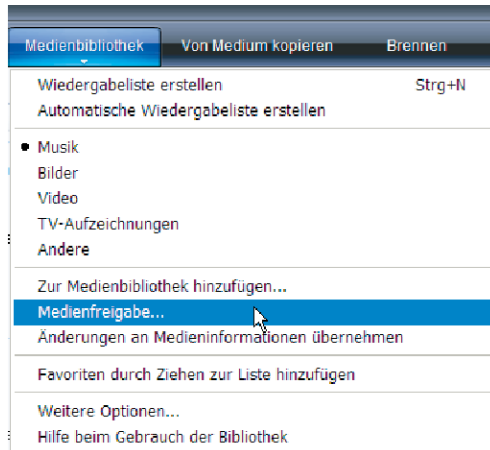 Medienbibliothek Von Medium kopieren Brennen
Wiedergabeliste erstellen Strg+N
Automatische Wiedergabeliste erstellen
Musik
Bilder
Video
TV-Aufzeichnungen
Andere
Zur Medienbibliothek hinzufügen...
Medienfreigabe...
Änderungen an Medieninformationen übernehmen
Favoriten durch Ziehen zur Liste hinzufügen
Weitere Optionen...
Hilfe beim Gebrauch der Bibliothek